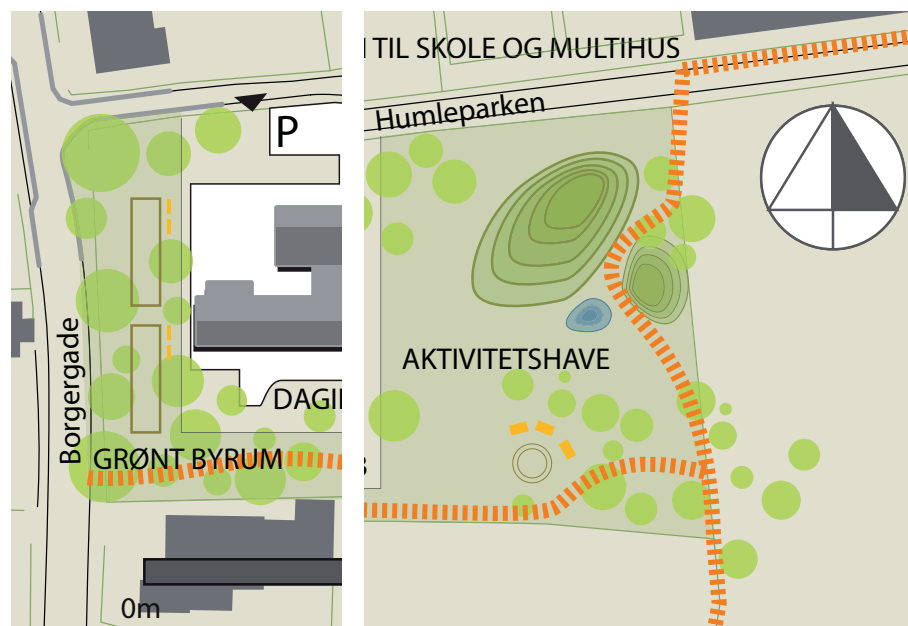 P
Borgergade
DAGI
GRØNT BYRUM
0m
TIL SKOLE OG MULTIHUS
Humleparken
AKTIVITETSHAVE